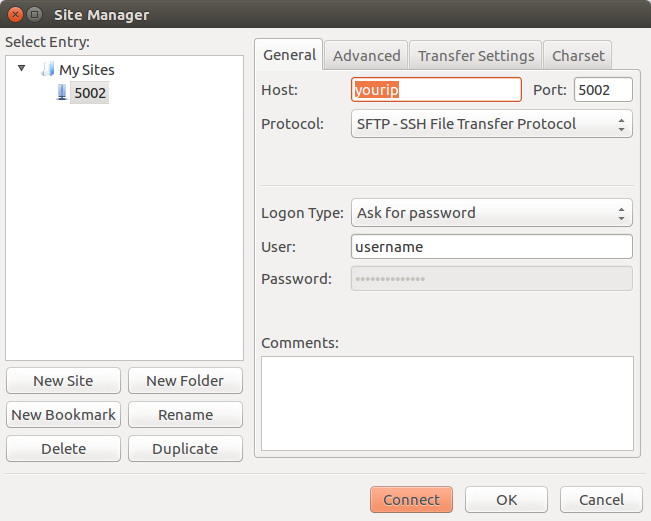 Site Manager
Select Entry:
My Sites
5002
New Site
New Folder
New Bookmark
Rename
Delete
Duplicate
General
Advanced
Transfer Settings
Charset
Host:
yourip
Port:
5002
Protocol:
SFTP - SSH File Transfer Protocol
Logon Type:
Ask for password
User:
username
Password:
••••••••••••••
Comments:
Connect
OK
Cancel